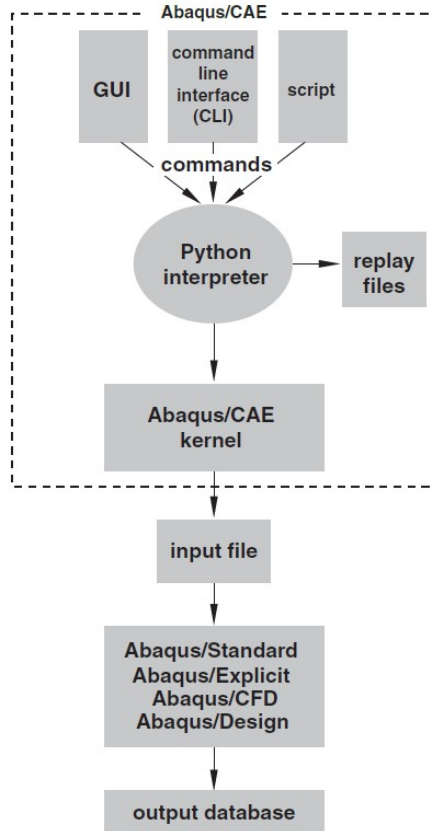 Abaqus/CAE
GUI
command
line
interface
(CLI)
script
commands
Python
interpreter
replay
files
Abaqus/CAE
kernel
input file
Abaqus/Standard
Abaqus/Explicit
Abaqus/CFD
Abaqus/Design
output database